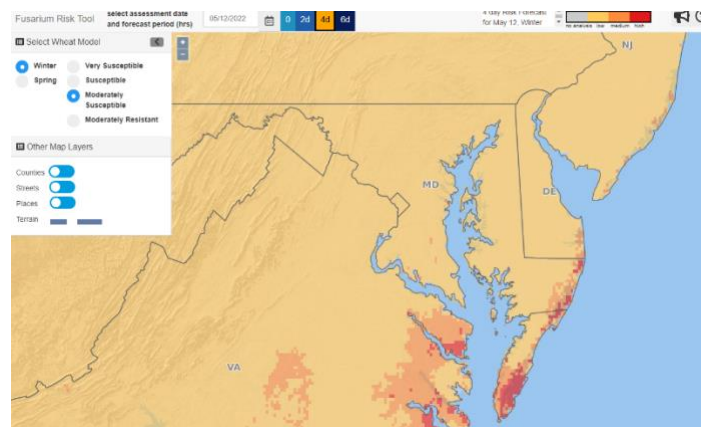 Fusarium Risk Tool
select assessment date
and forecast period (hrs)
05/12/2022
0 2d 4d 6d
4 day Risk Forecast
for May 12, Winter
no analysis low medium high
Select Wheat Model
Winter
Spring
Very Susceptible
Susceptible
Moderately
Susceptible
Moderately Resistant
Other Map Layers
Counties
Streets
Places
Terrain
+
-
NJ
MD
DE
VA